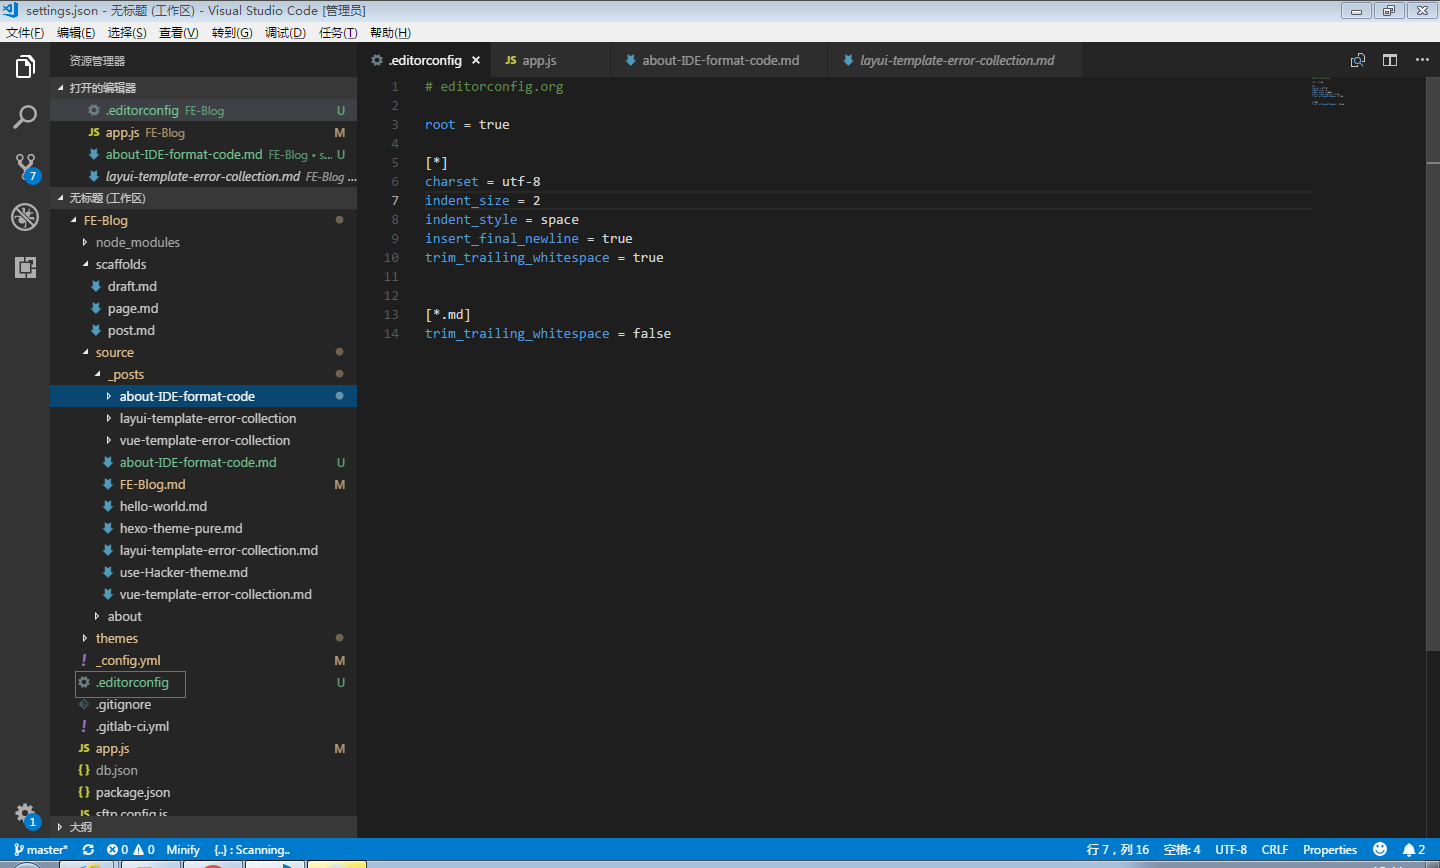 settings.json - 无标题 (工作区) - Visual Studio Code [管理员]
文件(F) 编辑(E) 选择(S) 查看(V) 转到(G) 调试(D) 任务(T) 帮助(H)
资源管理器
打开的编辑器
.editorconfig FE-Blog U
JS app.js FE-Blog M
about-IDE-format-code.md FE-Blog • s... U
layui-template-error-collection.md FE-Blog ...
无标题 (工作区)
FE-Blog
node_modules
scaffolds
draft.md
page.md
post.md
source
_posts
about-IDE-format-code
layui-template-error-collection
vue-template-error-collection
about-IDE-format-code.md U
FE-Blog.md M
hello-world.md
hexo-theme-pure.md
layui-template-error-collection.md
use-Hacker-theme.md
vue-template-error-collection.md
about
themes
! _config.yml M
.editorconfig U
.gitignore
! .gitlab-ci.yml
JS app.js M
{} db.json
{} package.json
JS sftp.config.js
大纲
7
1
.editorconfig × JS app.js about-IDE-format-code.md layui-template-error-collection.md
1 # editorconfig.org
2
3 root = true
4
5 [*]
6 charset = utf-8
7 indent_size = 2
8 indent_style = space
9 insert_final_newline = true
10 trim_trailing_whitespace = true
11
12
13 [*.md]
14 trim_trailing_whitespace = false
master* 0 0 Minify {..} : Scanning.. 行 7，列 16 空格: 4 UTF-8 CRLF Properties 2